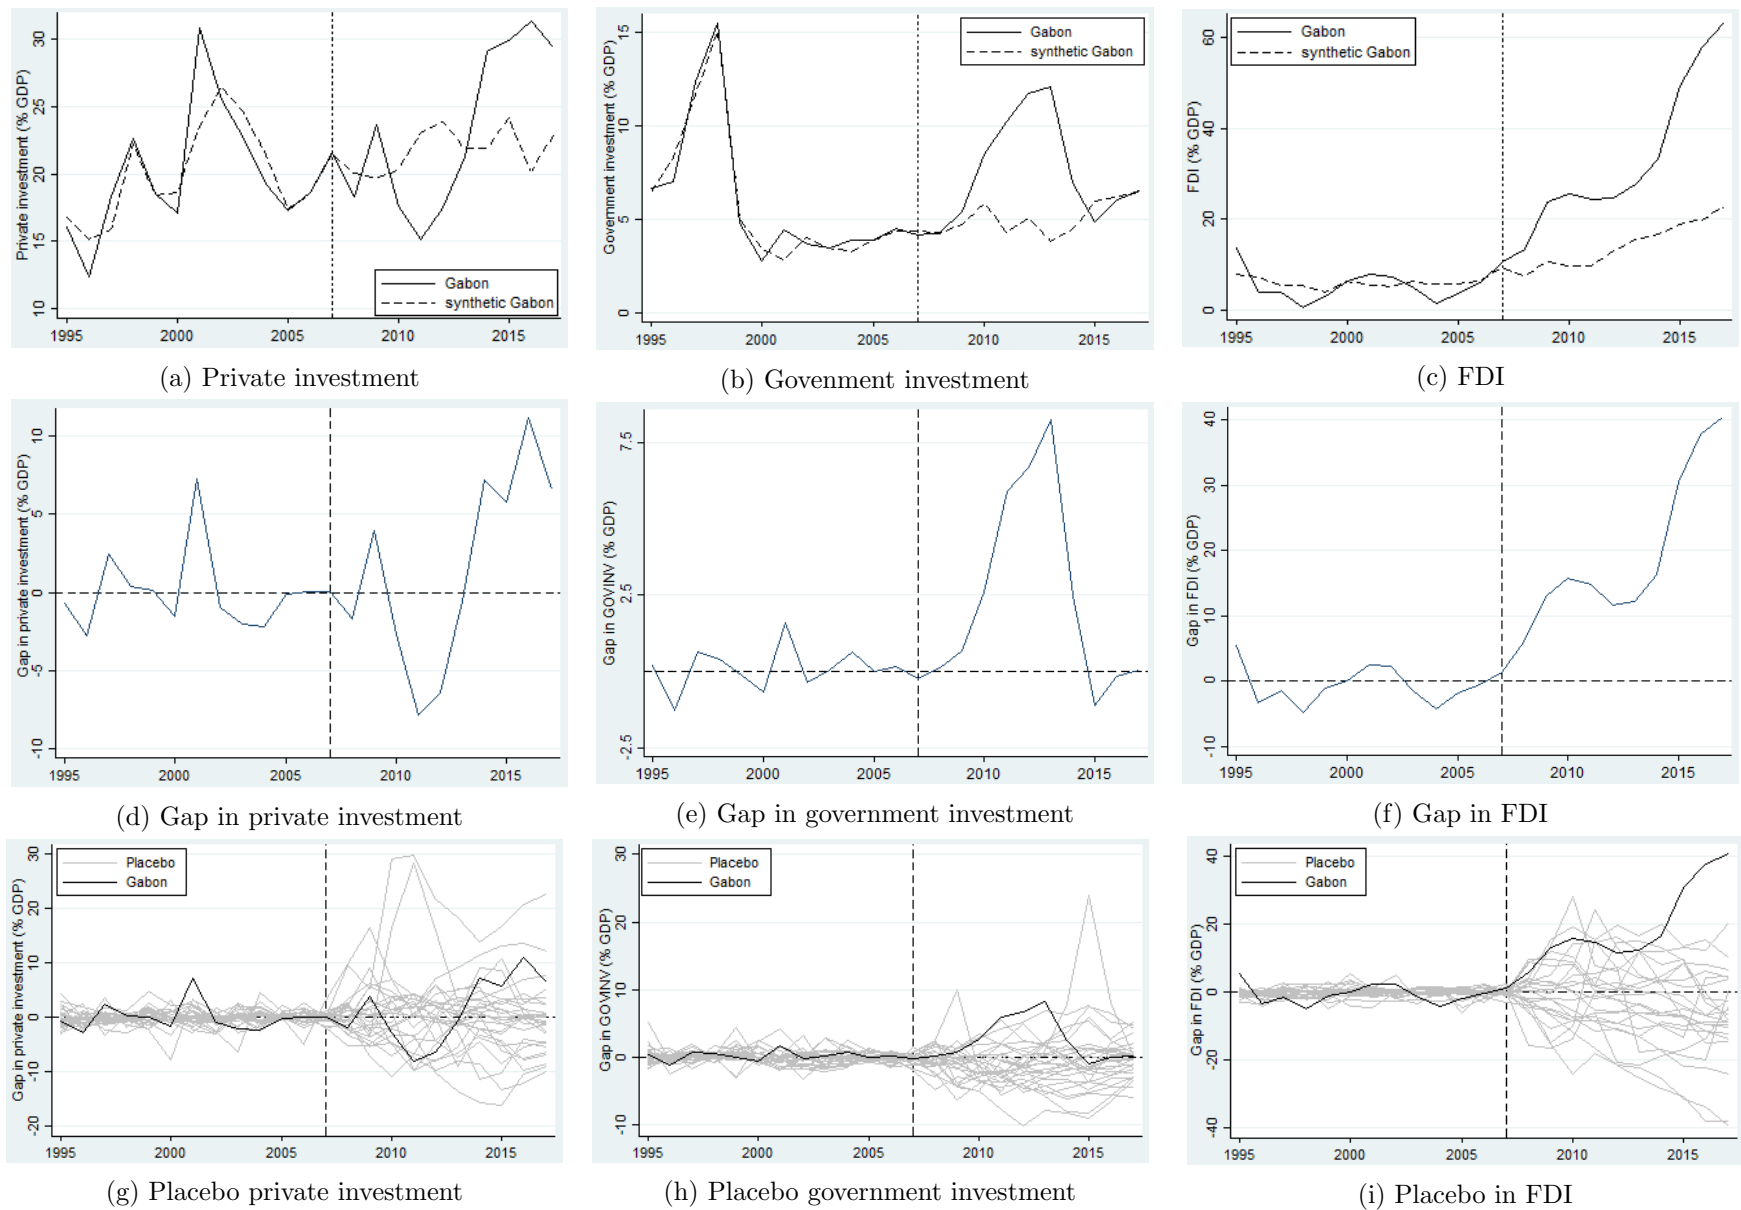 Private investment (% GDP)
30
25
20
15
10
Gabon
synthetic Gabon
1995 2000 2005 2010 2015
(a) Private investment
Government investment (% GDP)
15
10
5
0
Gabon
synthetic Gabon
1995 2000 2005 2010 2015
(b) Govenment investment
FDI (% GDP)
60
40
20
0
Gabon
synthetic Gabon
1995 2000 2005 2010 2015
(c) FDI
Gap in private investment (% GDP)
10
5
0
-5
-10
1995 2000 2005 2010 2015
(d) Gap in private investment
Gap in GOVINV (% GDP)
7.5
2.5
-2.5
1995 2000 2005 2010 2015
(e) Gap in government investment
Gap in FDI (% GDP)
40
30
20
10
0
-10
1995 2000 2005 2010 2015
(f) Gap in FDI
Gap in private investment (% GDP)
30
20
10
0
-10
-20
Placebo
Gabon
1995 2000 2005 2010 2015
(g) Placebo private investment
Gap in GOVINV (% GDP)
30
20
10
0
-10
Placebo
Gabon
1995 2000 2005 2010 2015
(h) Placebo government investment
Gap in FDI (% GDP)
40
20
0
-20
-40
Placebo
Gabon
1995 2000 2005 2010 2015
(i) Placebo in FDI